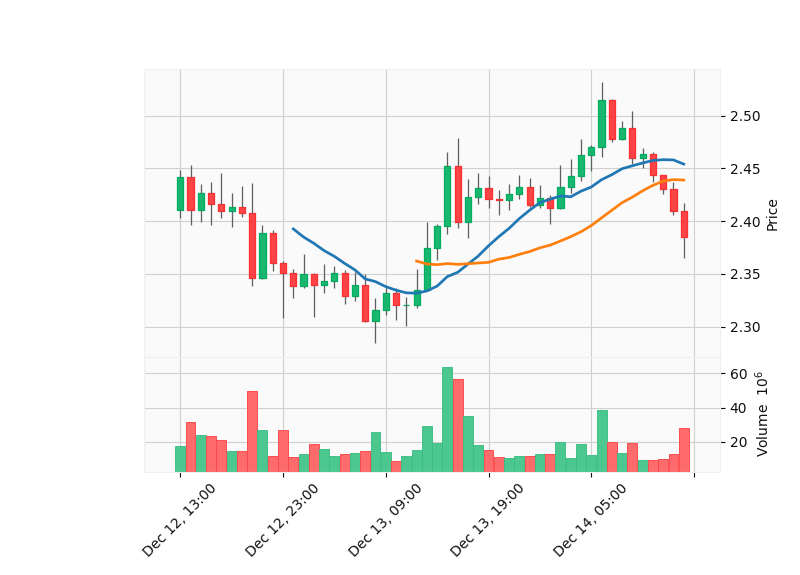 2.50
2.45
2.40
2.35
2.30
Price
60
40
20
Volume 10^6
Dec 12, 13:00
Dec 12, 23:00
Dec 13, 09:00
Dec 13, 19:00
Dec 14, 05:00